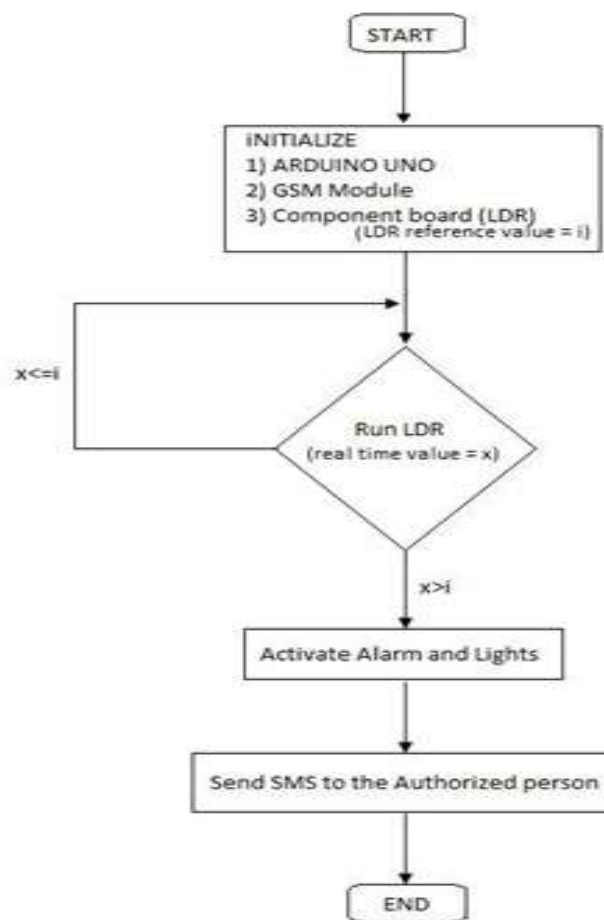 START
iNITIALIZE
1) ARDUINO UNO
2) GSM Module
3) Component board (LDR)
(LDR reference value = i)
x<=i
Run LDR
(real time value = x)
x>i
Activate Alarm and Lights
Send SMS to the Authorized person
END